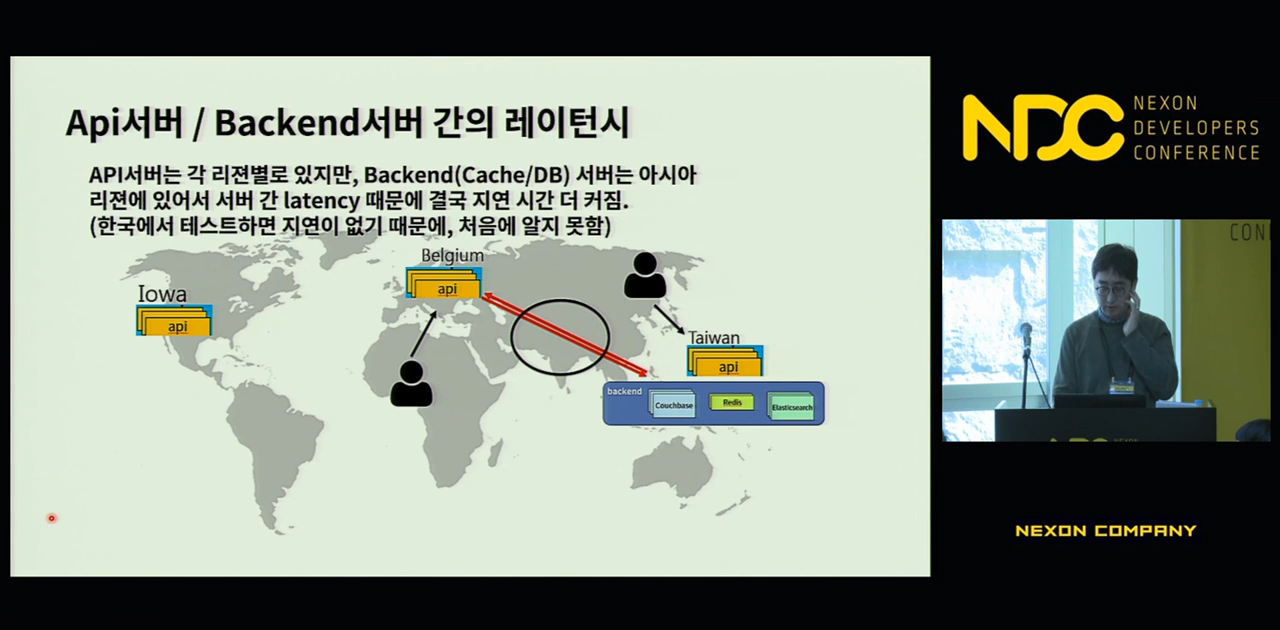 Api서버 / Backend서버 간의 레이턴시
API서버는 각 리젼별로 있지만, Backend(Cache/DB) 서버는 아시아
리젼에 있어서 서버 간 latency 때문에 결국 지연 시간 더 커짐.
(한국에서 테스트하면 지연이 없기 때문에, 처음에 알지 못함)
Belgium
api
Iowa
api
Taiwan
api
backend
Couchbase
Redis
Elasticsearch
NDC
NEXON
DEVELOPERS
CONFERENCE
NEXON COMPANY